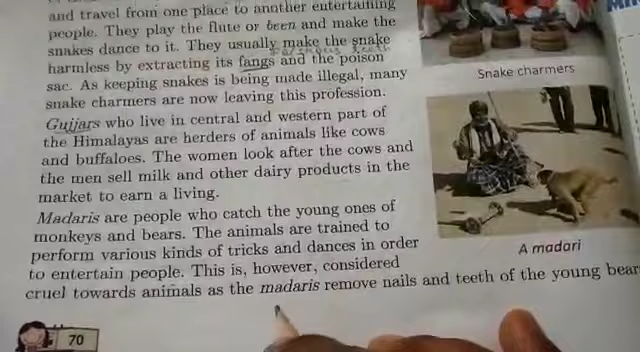 and travel from one place to another entertaining
people. They play the flute or been and make the
snakes dance to it. They usually make the snake
teeth
harmless by extracting its fangs and the poison
sac. As keeping snakes is being made illegal, many
snake charmers are now leaving this profession.
Gujjars who live in central and western part of
the Himalayas are herders of animals like cows
and buffaloes. The women look after the cows and
the men sell milk and other dairy products in the
market to earn a living.
Madaris are people who catch the young ones of
monkeys and bears. The animals are trained to
perform various kinds of tricks and dances in order
to entertain people. This is, however, considered
cruel towards animals as the madaris remove nails and teeth of the young bear
Snake charmers
A madari
70